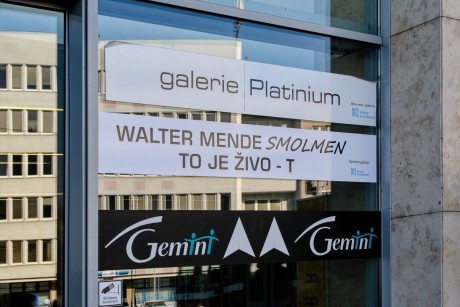 galerie Platinium
WALTER MENDE SMOLMEN
TO JE ŽIVO - T
Gemini Gemini